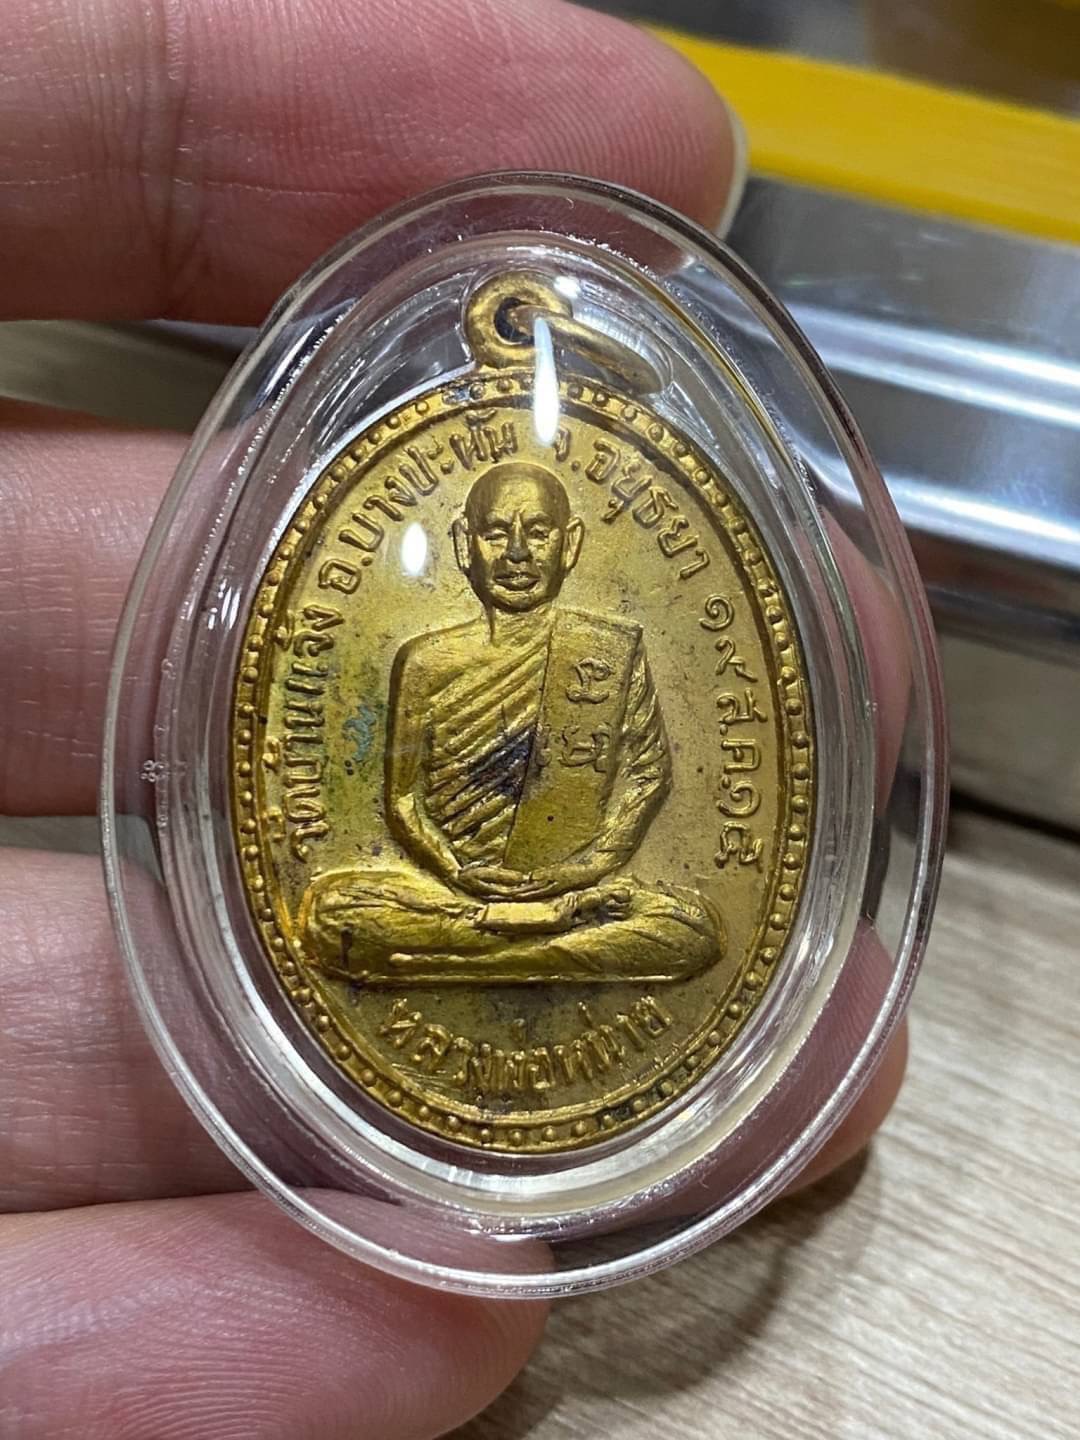 วัดบ้านแจ้ง อ.บางปะหัน จ.อยุธยา ๑๙ ส.ค.๑๕
หลวงพ่อหน่าย